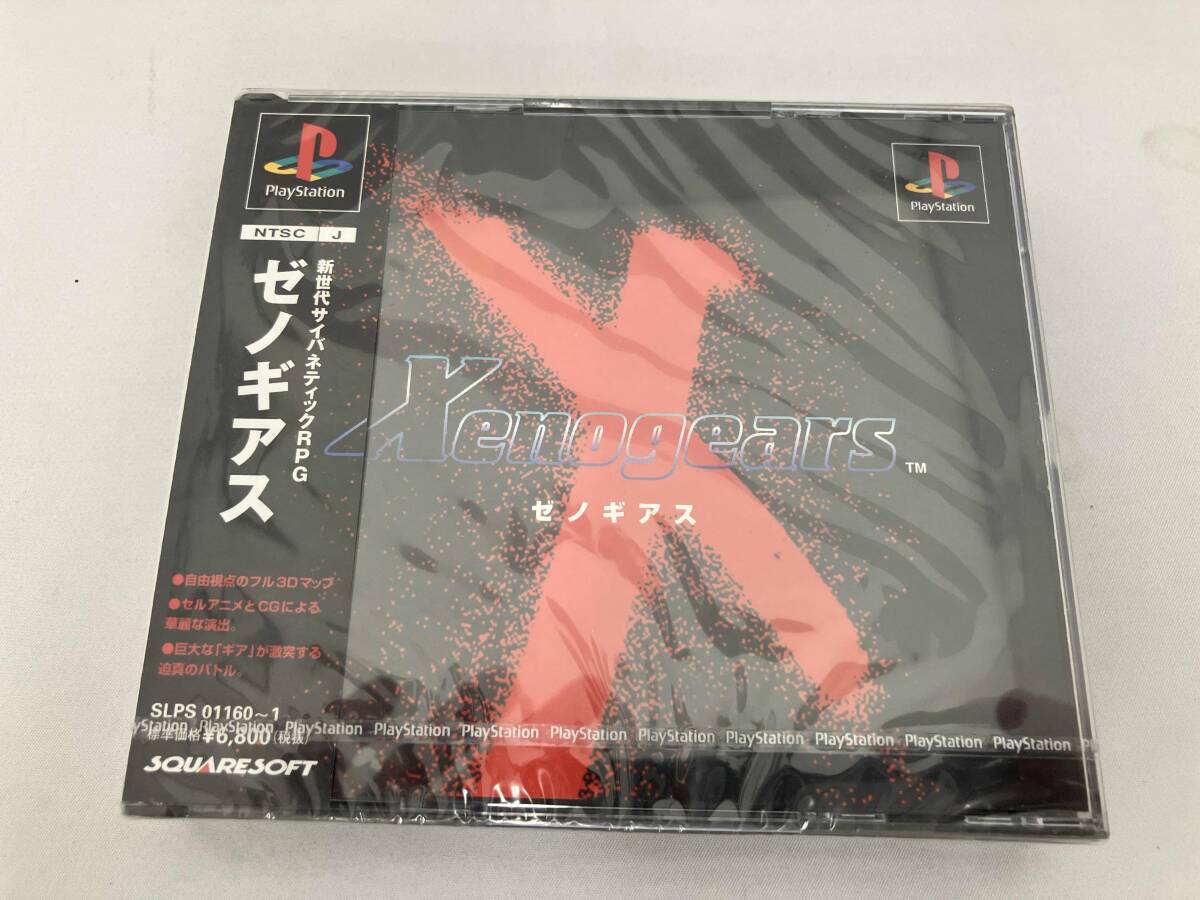 PlayStation
NTSC J
新世代サイバネティックRPG
ゼノギアス
●自由視点のフル3Dマップ
●セルアニメとCGによる
華麗な演出。
●巨大な「ギア」が激突する
迫真のバトル。
SLPS 01160～1
標準価格¥6,800(税抜)
SQUARESOFT
PlayStation
Xenogears TM
ゼノギアス
yStation PlayStation PlayStation PlayStation PlayStation PlayStation PlayStation PlayStation PlayStation PlayStation PlayStation